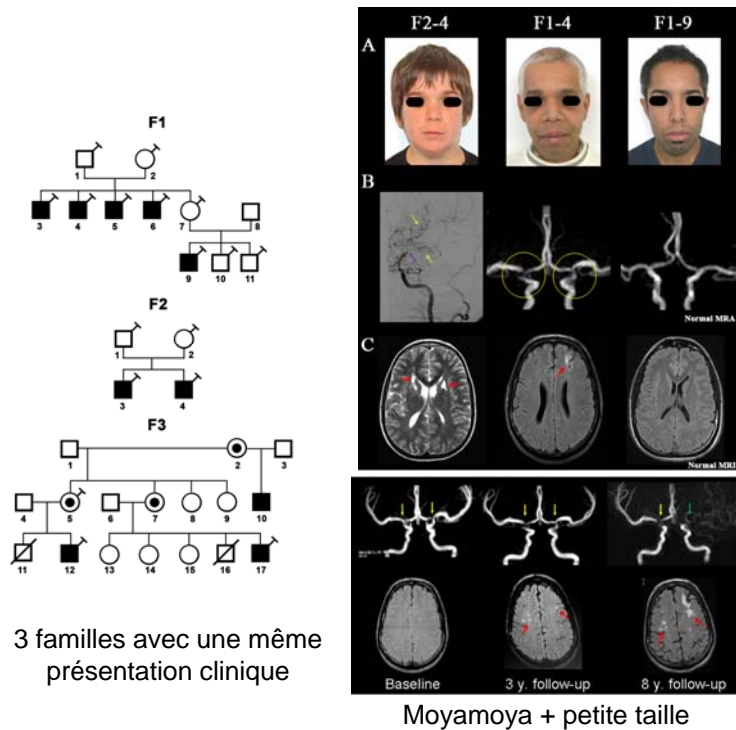 F1
1 2
3 4 5 6 7 8
9 10 11
F2
1 2
3 4
F3
1 2 3
4 5 6 7 8 9 10
11 12 13 14 15 16 17
3 familles avec une même
présentation clinique
F2-4 F1-4 F1-9
A
B
Normal MRA
C
Normal MRI
Baseline 3 y. follow-up 8 y. follow-up
Moyamoya + petite taille